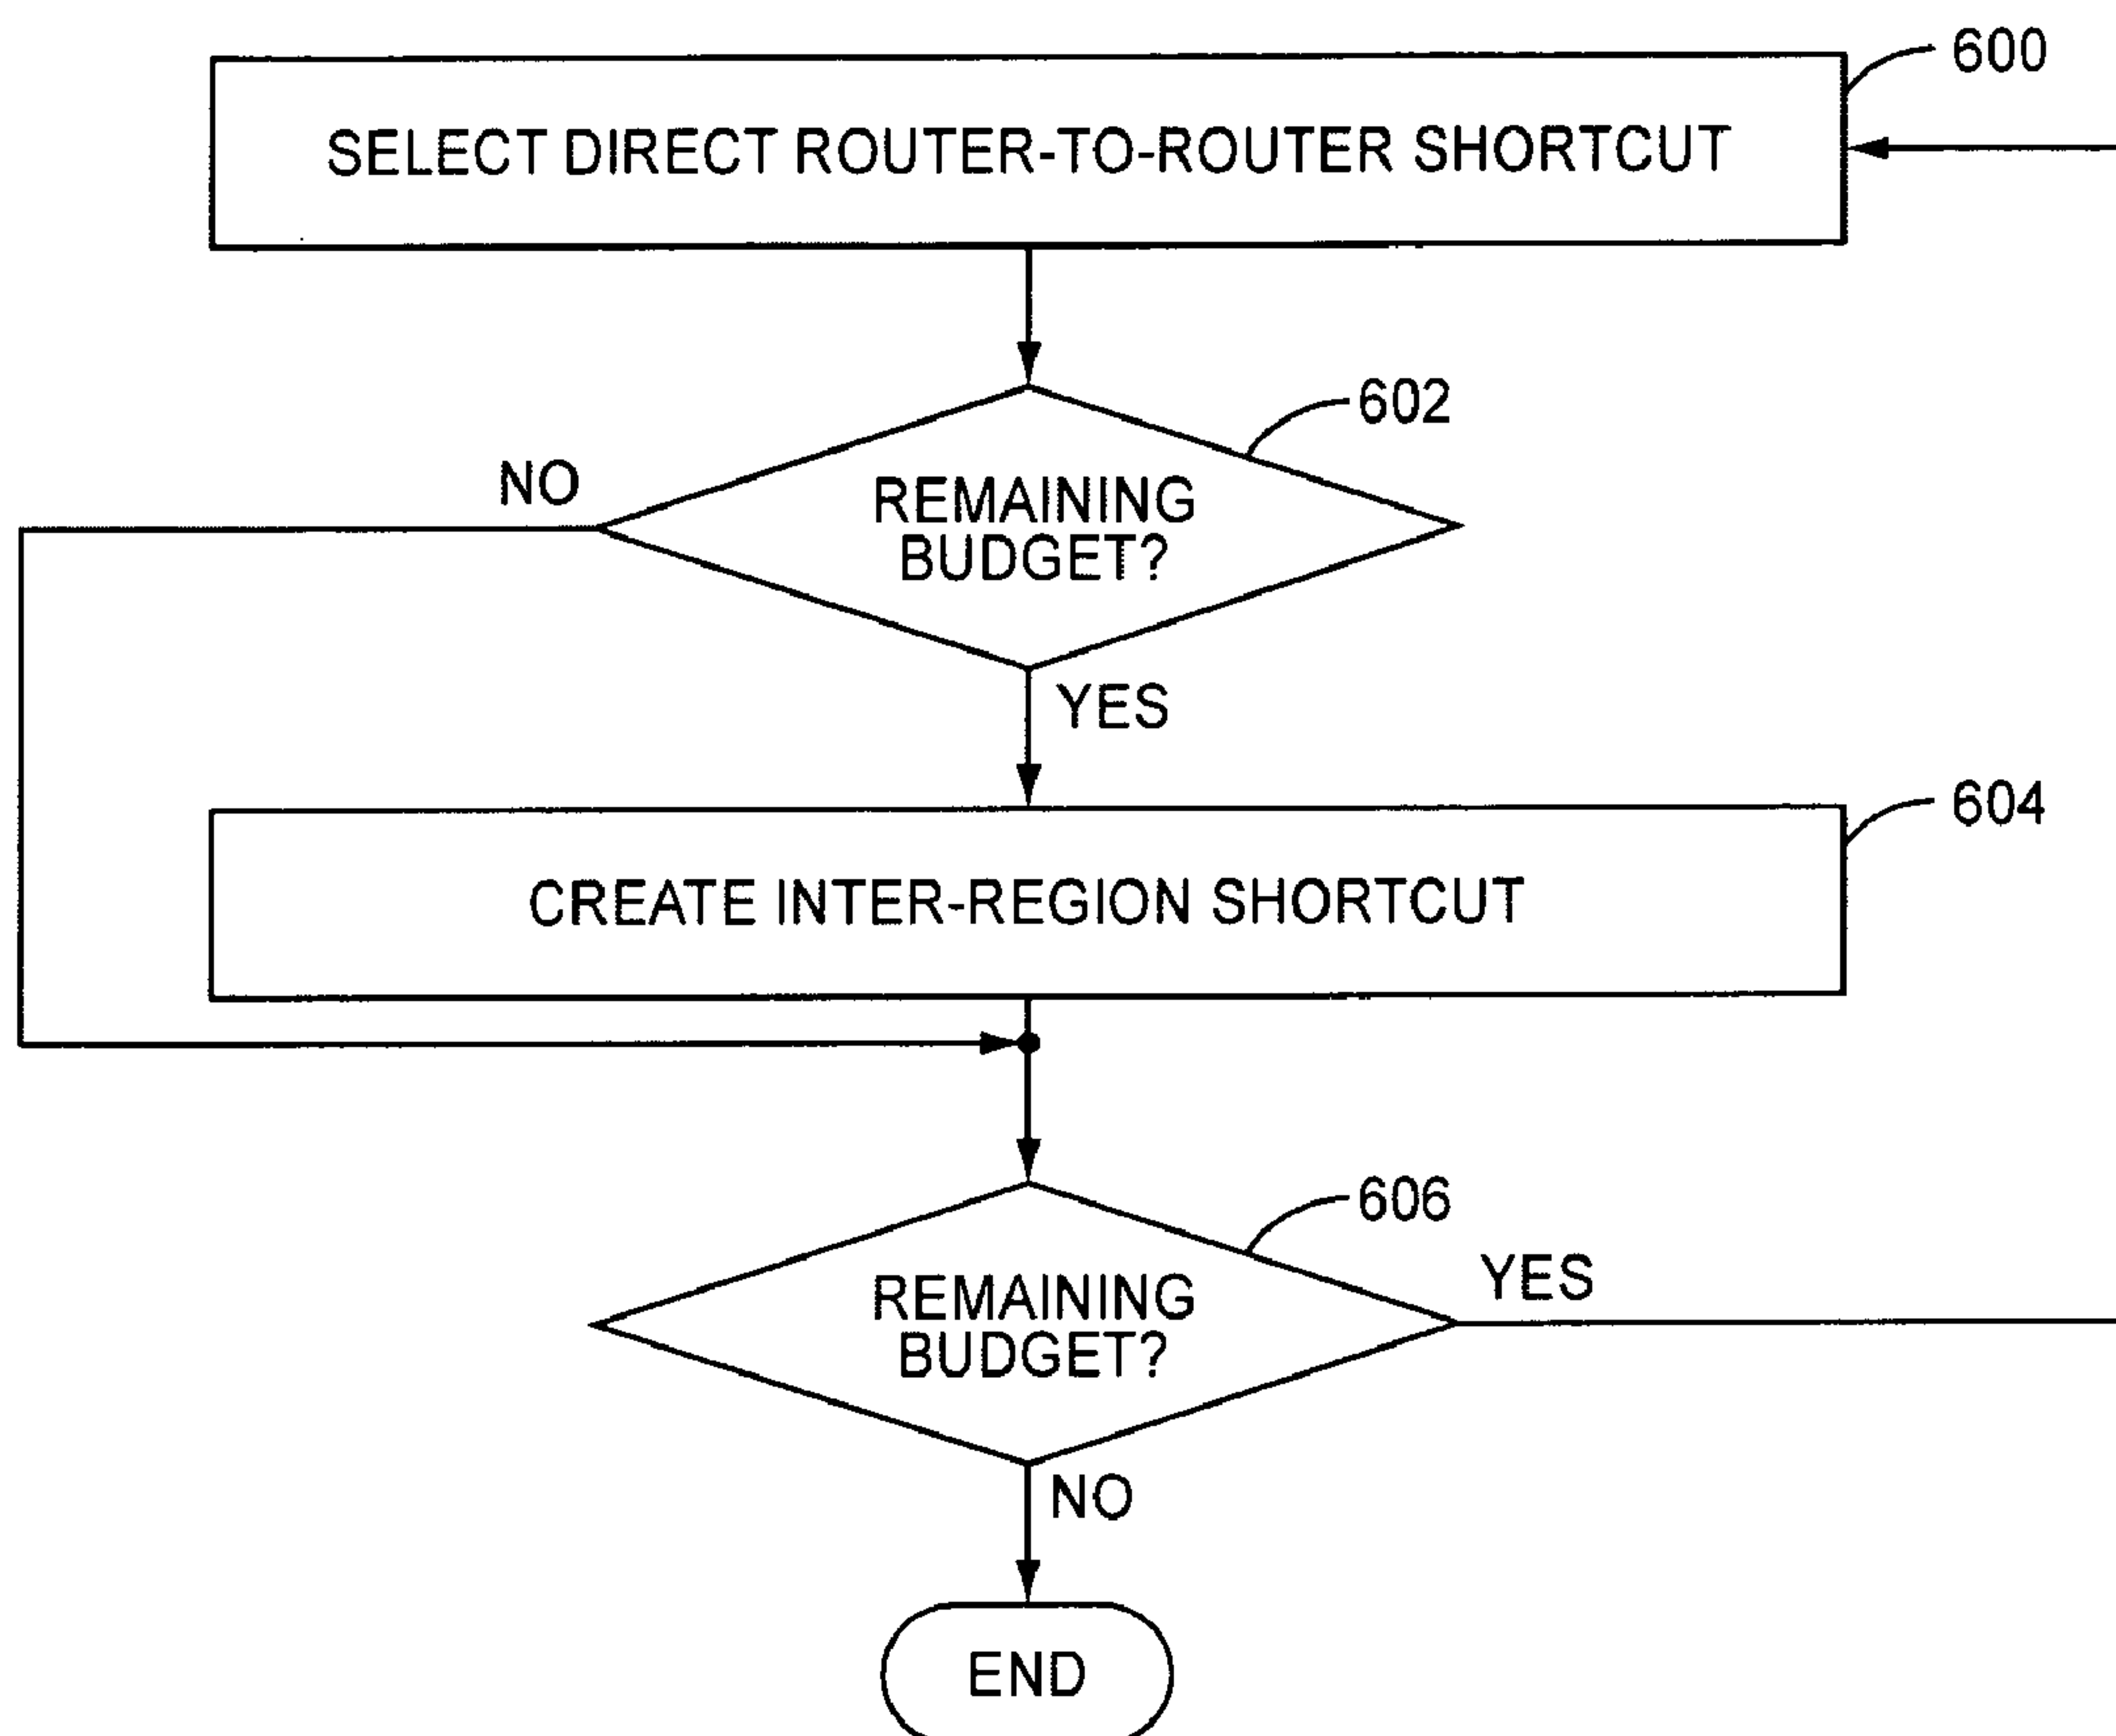 600
SELECT DIRECT ROUTER-TO-ROUTER SHORTCUT
602
NO
REMAINING
BUDGET?
YES
604
CREATE INTER-REGION SHORTCUT
606
YES
REMAINING
BUDGET?
NO
END